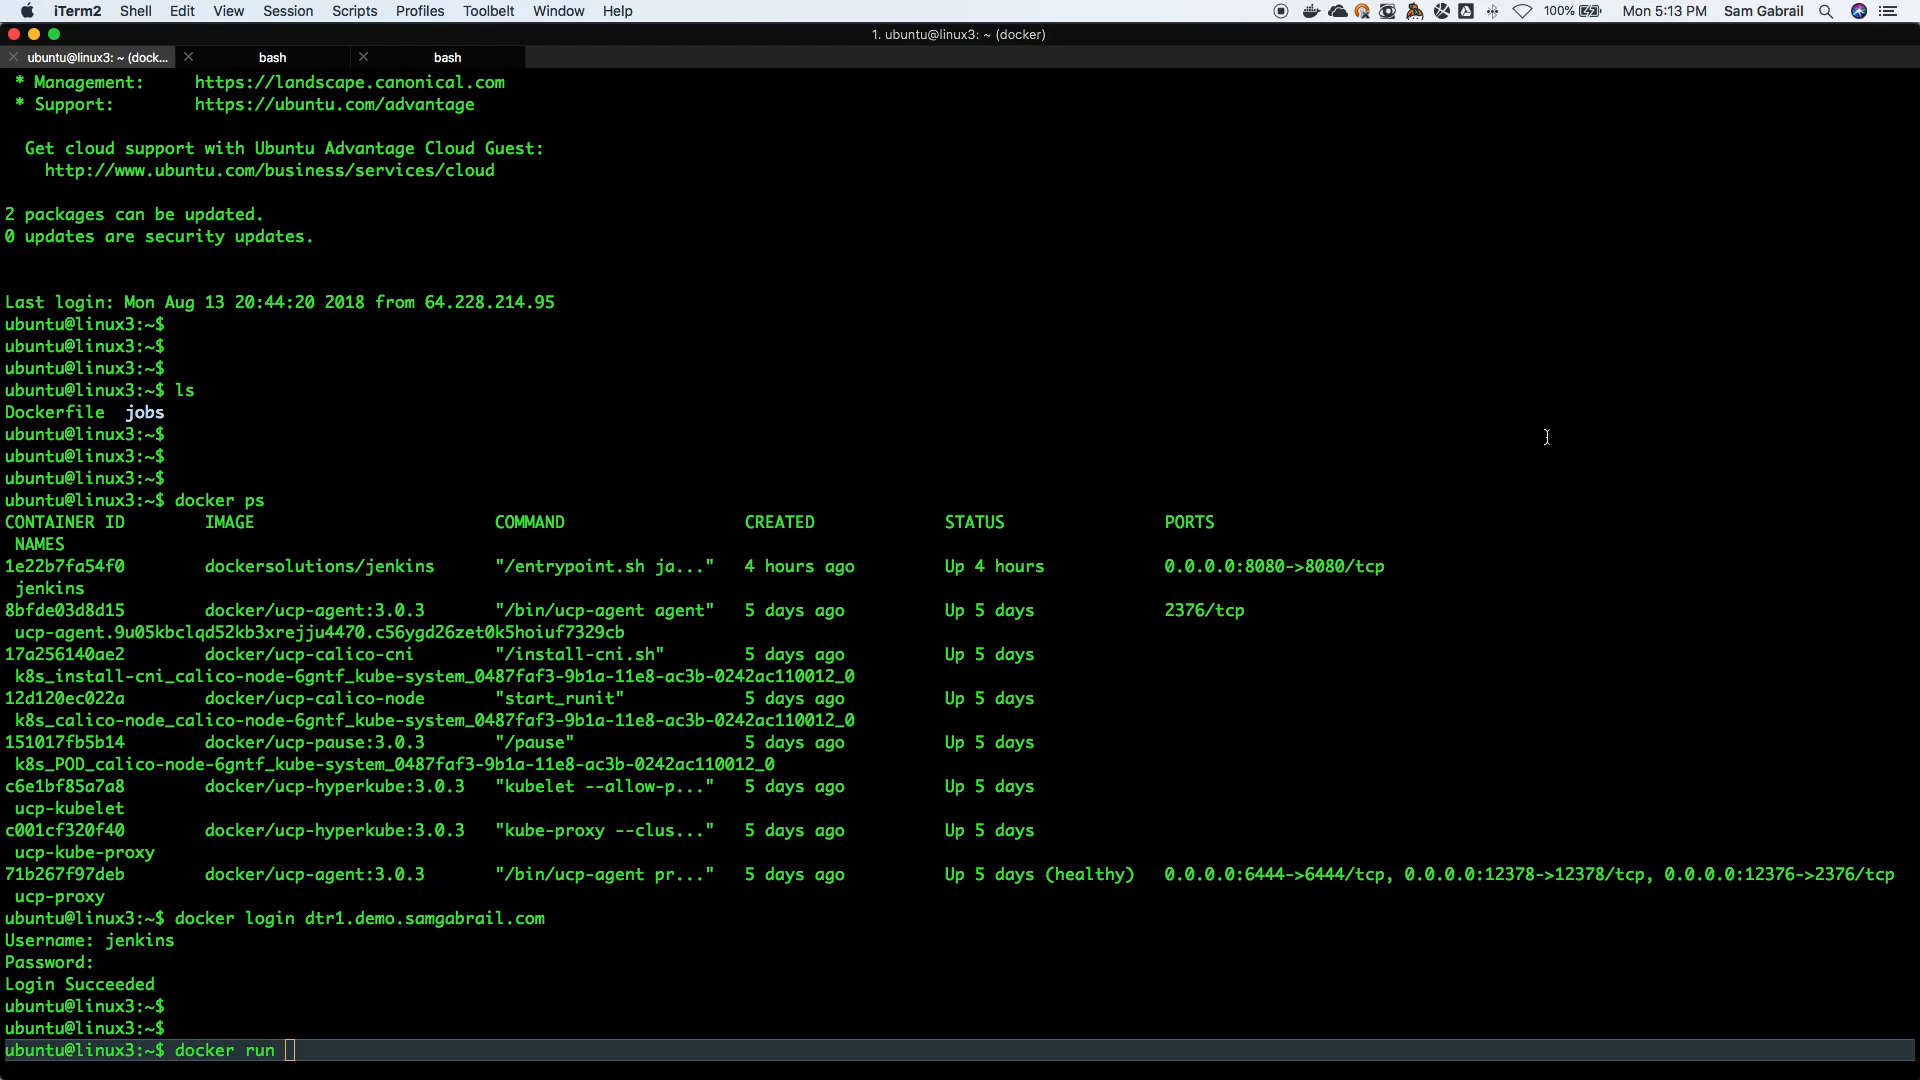 iTerm2 Shell Edit View Session Scripts Profiles Toolbelt Window Help 100% Mon 5:13 PM Sam Gabrail
1. ubuntu@linux3: ~ (docker)
ubuntu@linux3: ~ (dock... bash bash
* Management: https://landscape.canonical.com
* Support: https://ubuntu.com/advantage
Get cloud support with Ubuntu Advantage Cloud Guest:
http://www.ubuntu.com/business/services/cloud
2 packages can be updated.
0 updates are security updates.
Last login: Mon Aug 13 20:44:20 2018 from 64.228.214.95
ubuntu@linux3:~$
ubuntu@linux3:~$
ubuntu@linux3:~$
ubuntu@linux3:~$ ls
Dockerfile jobs
ubuntu@linux3:~$
ubuntu@linux3:~$
ubuntu@linux3:~$
ubuntu@linux3:~$ docker ps
CONTAINER ID IMAGE COMMAND CREATED STATUS PORTS
NAMES
1e22b7fa54f0 dockersolutions/jenkins "/entrypoint.sh ja..." 4 hours ago Up 4 hours 0.0.0.0:8080->8080/tcp
jenkins
8bfde03d8d15 docker/ucp-agent:3.0.3 "/bin/ucp-agent agent" 5 days ago Up 5 days 2376/tcp
ucp-agent.9u05kbclqd52kb3xrejju4470.c56ygd26zet0k5hoiuf7329cb
17a256140ae2 docker/ucp-calico-cni "/install-cni.sh" 5 days ago Up 5 days
k8s_install-cni_calico-node-6gntf_kube-system_0487faf3-9b1a-11e8-ac3b-0242ac110012_0
12d120ec022a docker/ucp-calico-node "start_runit" 5 days ago Up 5 days
k8s_calico-node_calico-node-6gntf_kube-system_0487faf3-9b1a-11e8-ac3b-0242ac110012_0
151017fb5b14 docker/ucp-pause:3.0.3 "/pause" 5 days ago Up 5 days
k8s_POD_calico-node-6gntf_kube-system_0487faf3-9b1a-11e8-ac3b-0242ac110012_0
c6e1bf85a7a8 docker/ucp-hyperkube:3.0.3 "kubelet --allow-p..." 5 days ago Up 5 days
ucp-kubelet
c001cf320f40 docker/ucp-hyperkube:3.0.3 "kube-proxy --clus..." 5 days ago Up 5 days
ucp-kube-proxy
71b267f97deb docker/ucp-agent:3.0.3 "/bin/ucp-agent pr..." 5 days ago Up 5 days (healthy) 0.0.0.0:6444->6444/tcp, 0.0.0.0:12378->12378/tcp, 0.0.0.0:12376->2376/tcp
ucp-proxy
ubuntu@linux3:~$ docker login dtr1.demo.samgabrail.com
Username: jenkins
Password:
Login Succeeded
ubuntu@linux3:~$
ubuntu@linux3:~$
ubuntu@linux3:~$ docker run